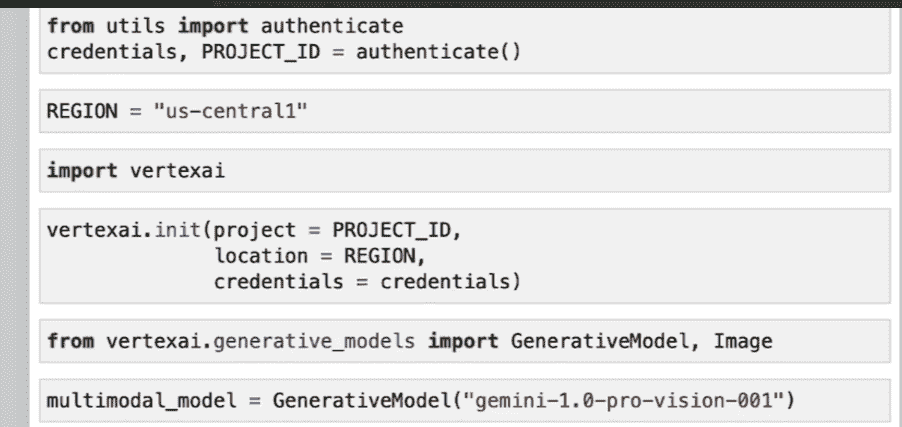 from utils import authenticate
credentials, PROJECT_ID = authenticate()
REGION = "us-central1"
import vertexai
vertexai.init(project = PROJECT_ID,
location = REGION,
credentials = credentials)
from vertexai.generative_models import GenerativeModel, Image
multimodal_model = GenerativeModel("gemini-1.0-pro-vision-001")